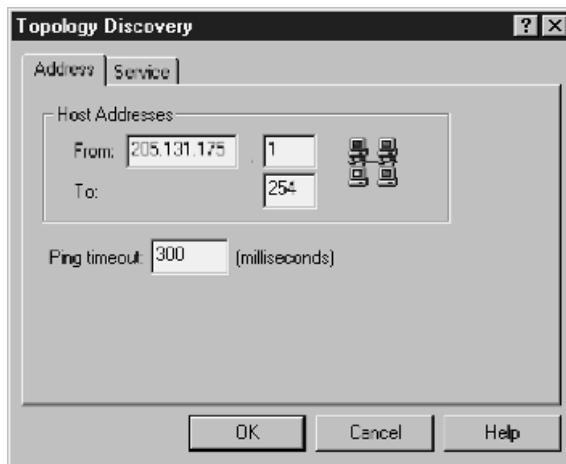 Topology Discovery
Address Service
Host Addresses
From: 205.131.175 . 1
To: 254
Ping timeout: 300 (milliseconds)
OK Cancel Help